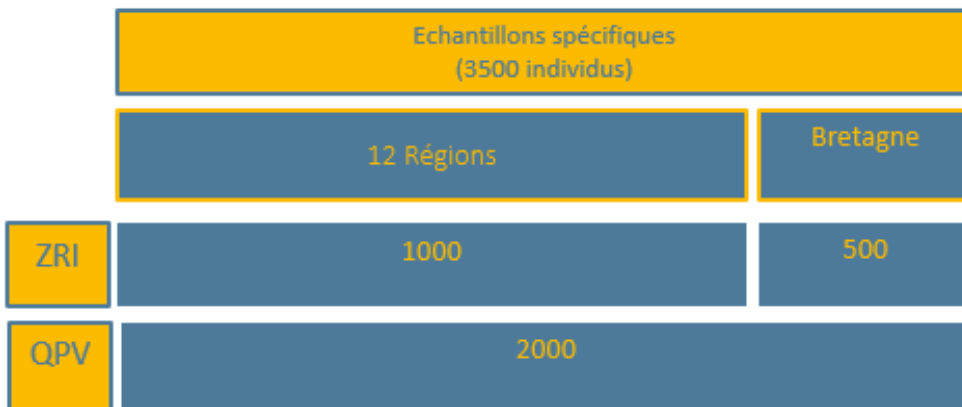 Echantillons spécifiques
(3500 individus)
12 Régions
Bretagne
ZRI
1000
500
QPV
2000